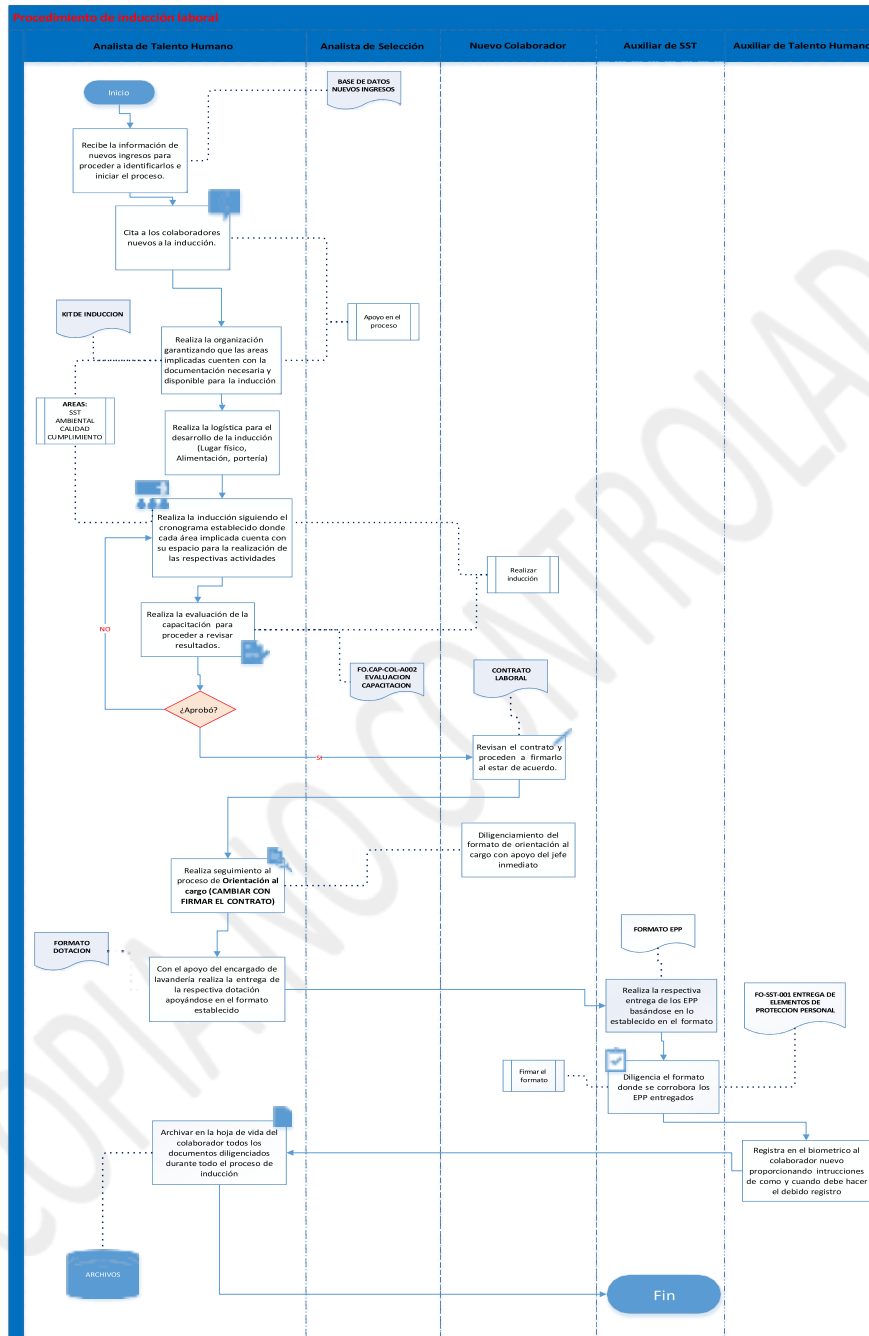 Procedimiento de inducción laboral
Analista de Talento Humano
Analista de Selección
Nuevo Colaborador
Auxiliar de SST
Auxiliar de Talento Humano
Inicio
BASE DE DATOS
NUEVOS INGRESOS
Recibe la información de
nuevos ingresos para
proceder a identificarlos e
iniciar el proceso.
Cita a los colaboradores
nuevos a la inducción.
KIT DE INDUCCION
Apoyo en el
proceso
Realiza la organización
garantizando que las areas
implicadas cuenten con la
documentación necesaria y
disponible para la inducción
AREAS:
SST
AMBIENTAL
CALIDAD
CUMPLIMIENTO
Realiza la logística para el
desarrollo de la inducción
(Lugar físico,
Alimentación, portería)
Realiza la inducción siguiendo el
cronograma establecido donde
cada área implicada cuenta con
su espacio para la realización de
las respectivas actividades
Realizar
inducción
Realiza la evaluación de la
capacitación para
proceder a revisar
resultados.
NO
FO.CAP-COL-A002
EVALUACION
CAPACITACION
CONTRATO
LABORAL
¿Aprobó?
SI
Revisan el contrato y
proceden a firmarlo
al estar de acuerdo.
Diligenciamiento del
formato de orientación al
cargo con apoyo del jefe
inmediato
Realiza seguimiento al
proceso de Orientación al
cargo (CAMBIAR CON
FIRMAR EL CONTRATO)
FORMATO
DOTACION
FORMATO EPP
Con el apoyo del encargado de
lavandería realiza la entrega de
la respectiva dotación
apoyándose en el formato
establecido
Realiza la respectiva
entrega de los EPP
basándose en lo
establecido en el formato
FO-SST-001 ENTREGA DE
ELEMENTOS DE
PROTECCION PERSONAL
Firmar el
formato
Diligencia el formato
donde se corrobora los
EPP entregados
Archivar en la hoja de vida del
colaborador todos los
documentos diligenciados
durante todo el proceso de
inducción
Registra en el biometrico al
colaborador nuevo
proporcionando intrucciones
de como y cuando debe hacer
el debido registro
ARCHIVOS
Fin
COPIA NO CONTROLAD